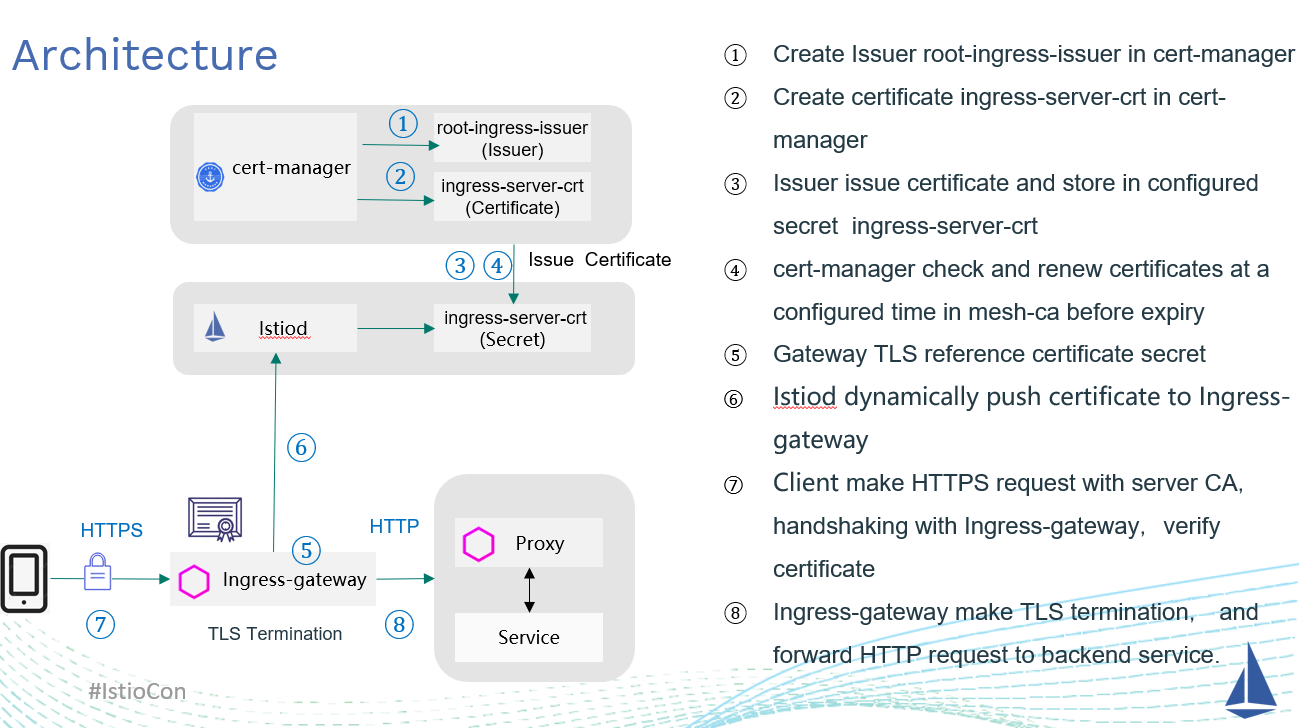 Architecture
cert-manager
①
root-ingress-issuer
(Issuer)
②
ingress-server-crt
(Certificate)
③ ④
Issue Certificate
Istiod
ingress-server-crt
(Secret)
⑥
HTTPS
HTTP
⑤
Ingress-gateway
⑦
TLS Termination
⑧
Proxy
Service
#IstioCon
① Create Issuer root-ingress-issuer in cert-manager
② Create certificate ingress-server-crt in cert-
manager
③ Issuer issue certificate and store in configured
secret ingress-server-crt
④ cert-manager check and renew certificates at a
configured time in mesh-ca before expiry
⑤ Gateway TLS reference certificate secret
⑥ Istiod dynamically push certificate to Ingress-
gateway
⑦ Client make HTTPS request with server CA,
handshaking with Ingress-gateway, verify
certificate
⑧ Ingress-gateway make TLS termination, and
forward HTTP request to backend service.